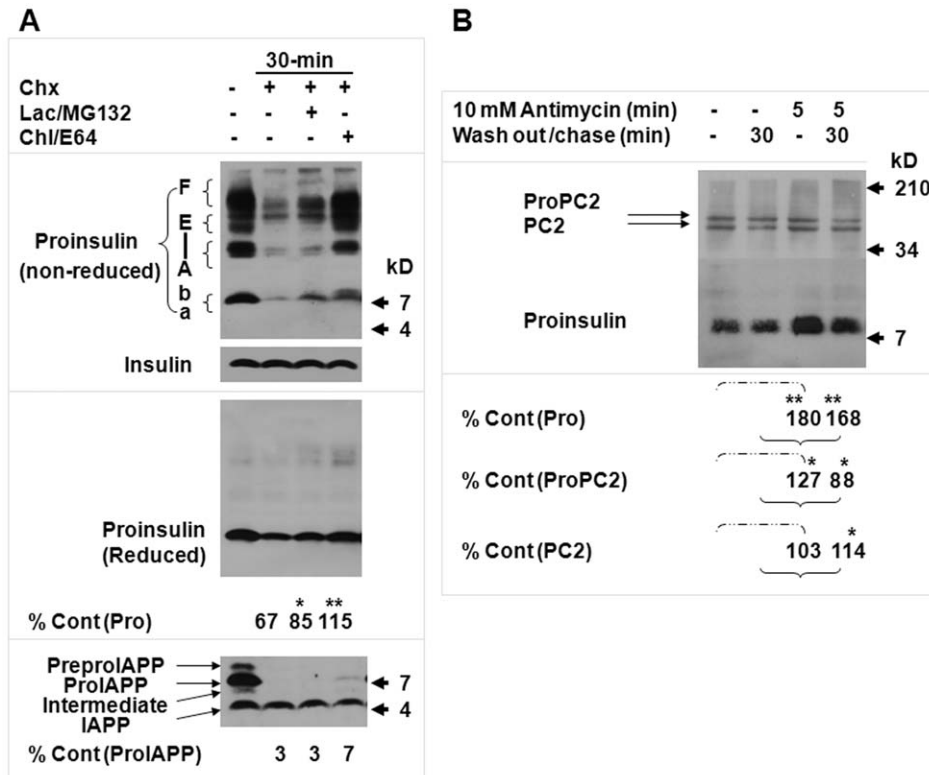 A
30-min
Chx - + + +
Lac/MG132 - - + -
Chl/E64 - - - +
F
E
A
b
a
Proinsulin
(non-reduced)
kD
7
4
Insulin
Proinsulin
(Reduced)
* **
% Cont (Pro) 67 85 115
PreproIAPP
ProIAPP
Intermediate
IAPP
7
4
% Cont (ProIAPP) 3 3 7
B
10 mM Antimycin (min) - - 5 5
Wash out/chase (min) - 30 - 30
kD
210
ProPC2
PC2
34
Proinsulin
7
** **
% Cont (Pro) 180 168
* *
% Cont (ProPC2) 127 88
*
% Cont (PC2) 103 114